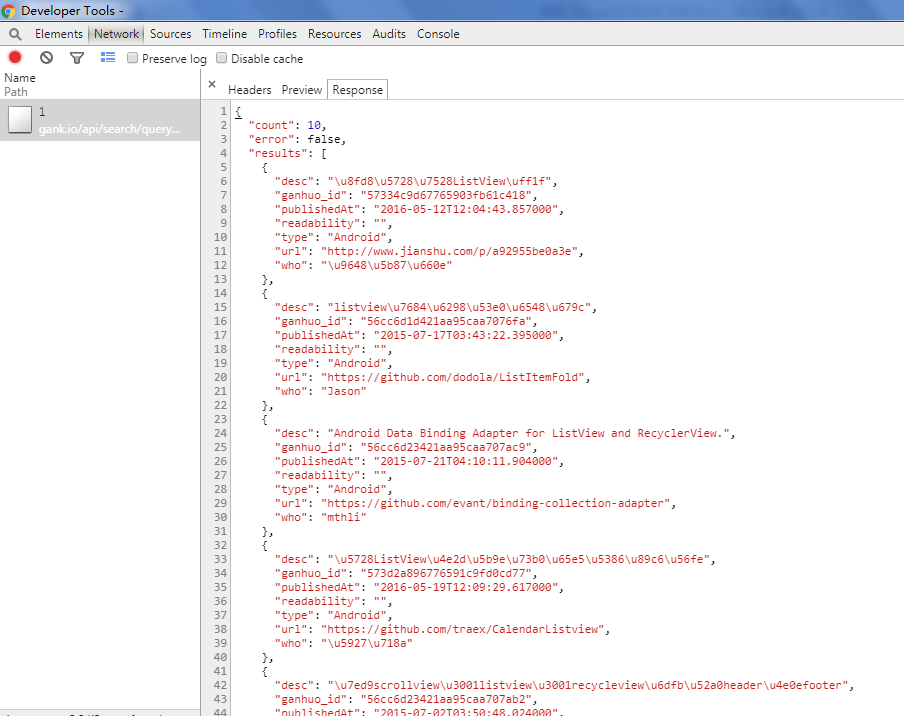 Developer Tools -
Elements Network Sources Timeline Profiles Resources Audits Console
Preserve log Disable cache
Name
Path
1
gank.io/api/search/query...
× Headers Preview Response
1 {
2 "count": 10,
3 "error": false,
4 "results": [
5 {
6 "desc": "\u8fd8\u5728\u7528ListView\uff1f",
7 "ganhuo_id": "57334c9d67765903fb61c418",
8 "publishedAt": "2016-05-12T12:04:43.857000",
9 "readability": "",
10 "type": "Android",
11 "url": "http://www.jianshu.com/p/a92955be0a3e",
12 "who": "\u9648\u5b87\u660e"
13 },
14 {
15 "desc": "listview\u7684\u6298\u53e0\u6548\u679c",
16 "ganhuo_id": "56cc6d1d421aa95caa7076fa",
17 "publishedAt": "2015-07-17T03:43:22.395000",
18 "readability": "",
19 "type": "Android",
20 "url": "https://github.com/dodola/ListItemFold",
21 "who": "Jason"
22 },
23 {
24 "desc": "Android Data Binding Adapter for ListView and RecyclerView.",
25 "ganhuo_id": "56cc6d23421aa95caa707ac9",
26 "publishedAt": "2015-07-21T04:10:11.904000",
27 "readability": "",
28 "type": "Android",
29 "url": "https://github.com/evant/binding-collection-adapter",
30 "who": "mthli"
31 },
32 {
33 "desc": "\u5728ListView\u4e2d\u5b9e\u73b0\u65e5\u5386\u89c6\u56fe",
34 "ganhuo_id": "573d2a896776591c9fd0cd77",
35 "publishedAt": "2016-05-19T12:09:29.617000",
36 "readability": "",
37 "type": "Android",
38 "url": "https://github.com/traex/CalendarListview",
39 "who": "\u5927\u718a"
40 },
41 {
42 "desc": "\u7ed9scrollview\u3001listview\u3001recycleview\u6dfb\u52a0header\u4e0efooter",
43 "ganhuo_id": "56cc6d23421aa95caa707ab2",
44 "publishedAt": "2015-07-02T03:50:48.024000",